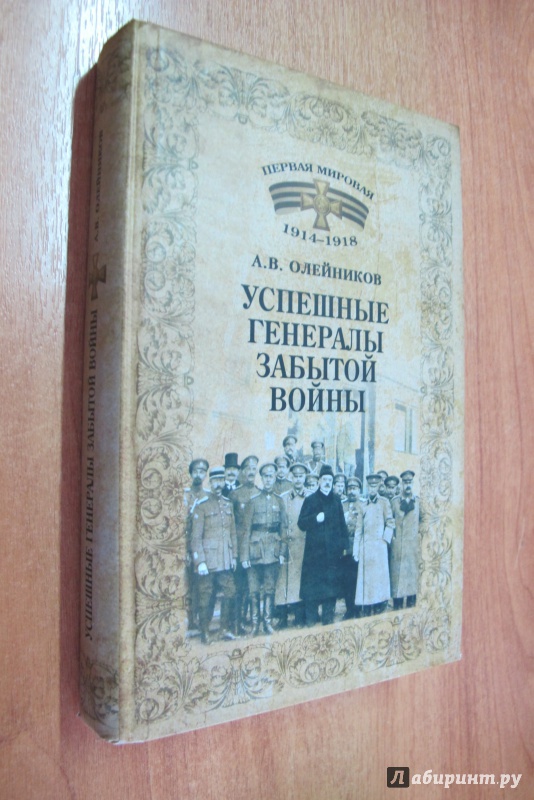 ПЕРВАЯ МИРОВАЯ
1914–1918
А.В. ОЛЕЙНИКОВ
УСПЕШНЫЕ
ГЕНЕРАЛЫ
ЗАБЫТОЙ
ВОЙНЫ
УСПЕШНЫЕ ГЕНЕРАЛЫ ЗАБЫТОЙ ВОЙНЫ
А.В. ОЛЕЙНИКОВ
Лабиринт.ру